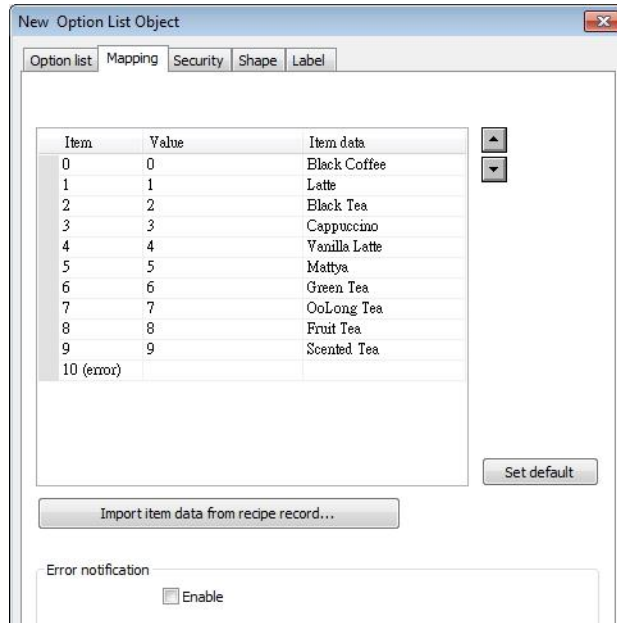 New Option List Object
Option list Mapping Security Shape Label
Item Value Item data
0 0 Black Coffee
1 1 Latte
2 2 Black Tea
3 3 Cappuccino
4 4 Vanilla Latte
5 5 Mattya
6 6 Green Tea
7 7 OoLong Tea
8 8 Fruit Tea
9 9 Scented Tea
10 (error)
Set default
Import item data from recipe record...
Error notification
Enable